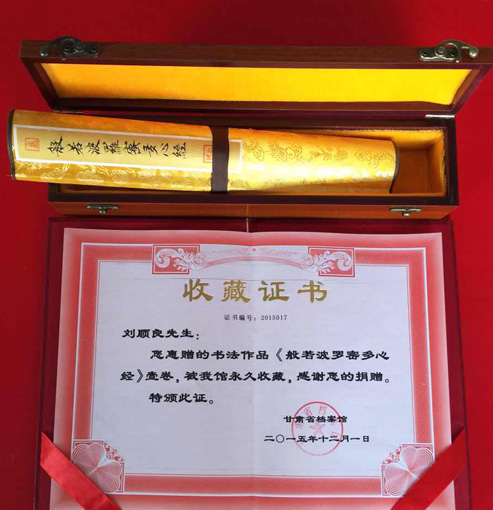 般若波羅蜜多心經
收藏证书
证书编号：2015017
刘顺良先生：
您惠赠的书法作品《般若波罗密多心
经》壹卷，被我馆永久收藏，感谢您的捐赠。
特颁此证。
甘肃省档案馆
二〇一五年十二月一日